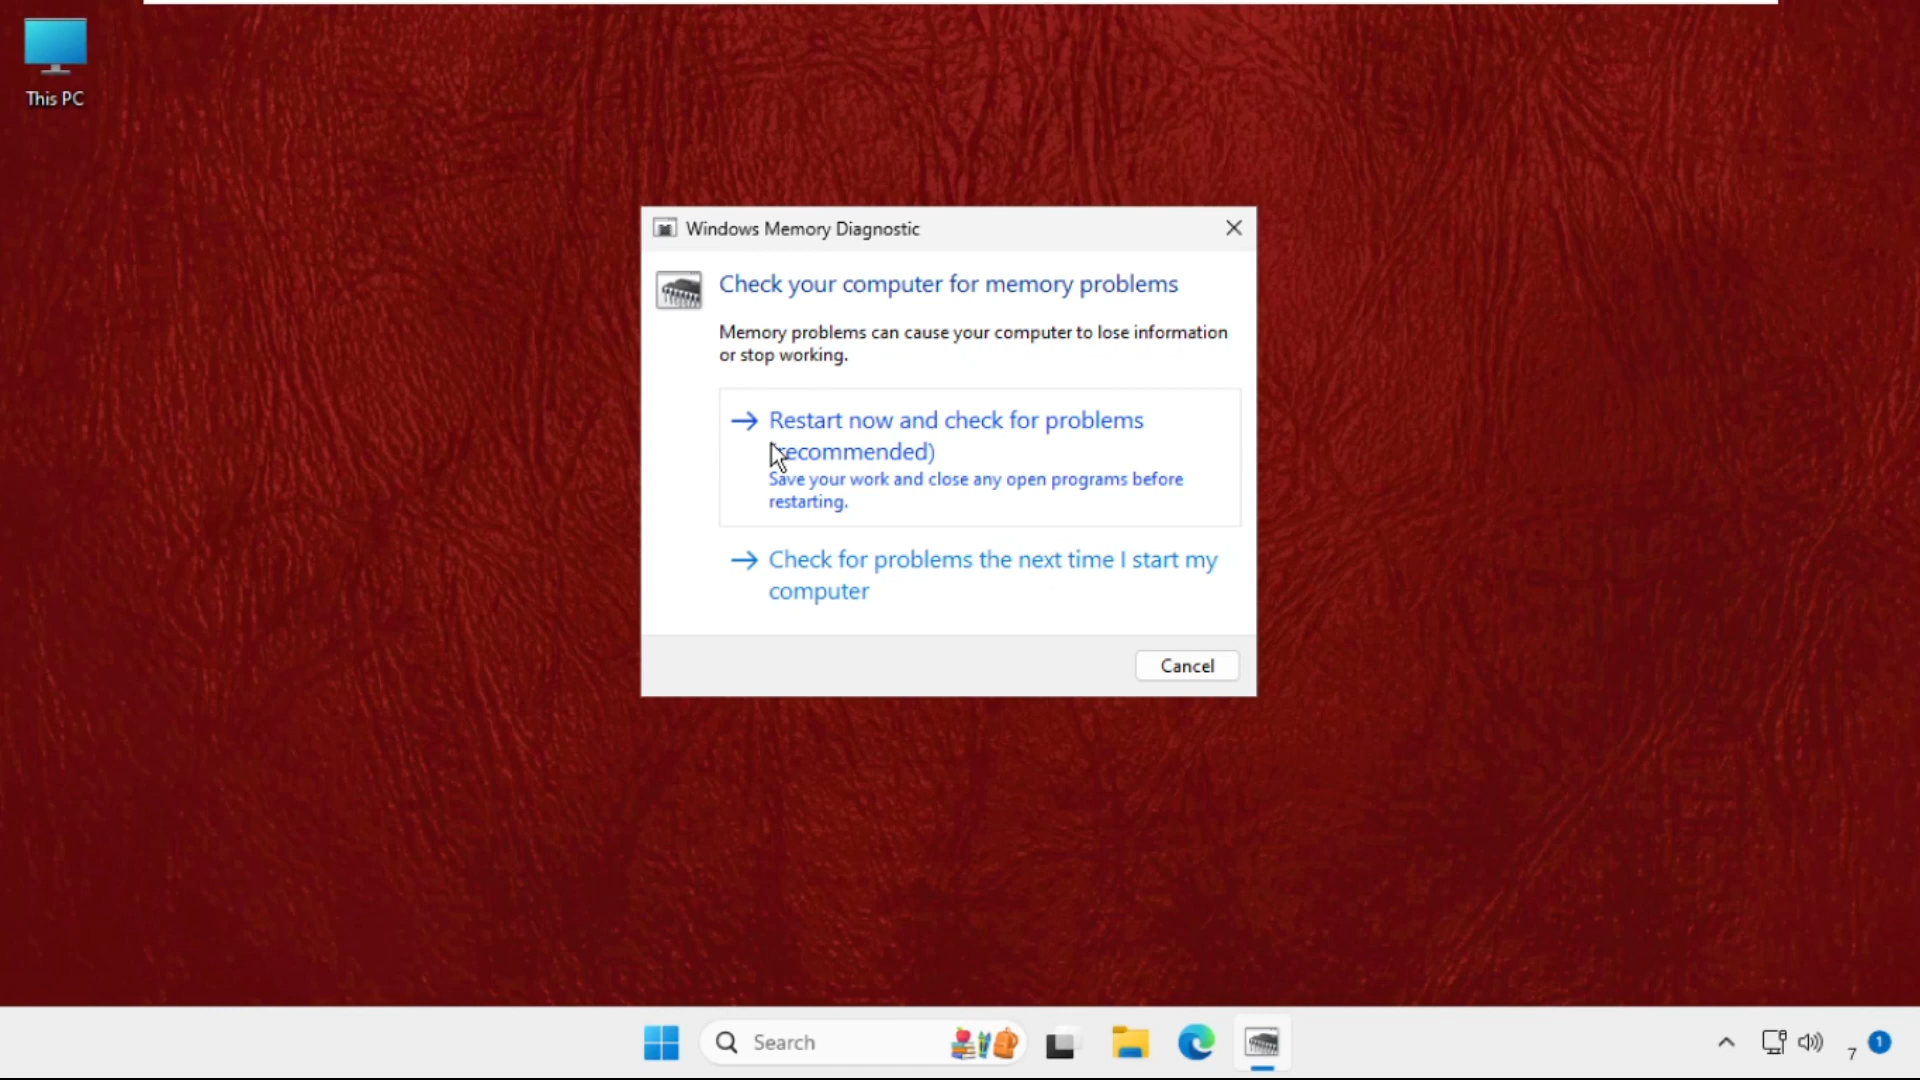 This PC
Windows Memory Diagnostic
Check your computer for memory problems
Memory problems can cause your computer to lose information
or stop working.
Restart now and check for problems
recommended)
Save your work and close any open programs before
restarting.
Check for problems the next time I start my
computer
Cancel
Search
7
1